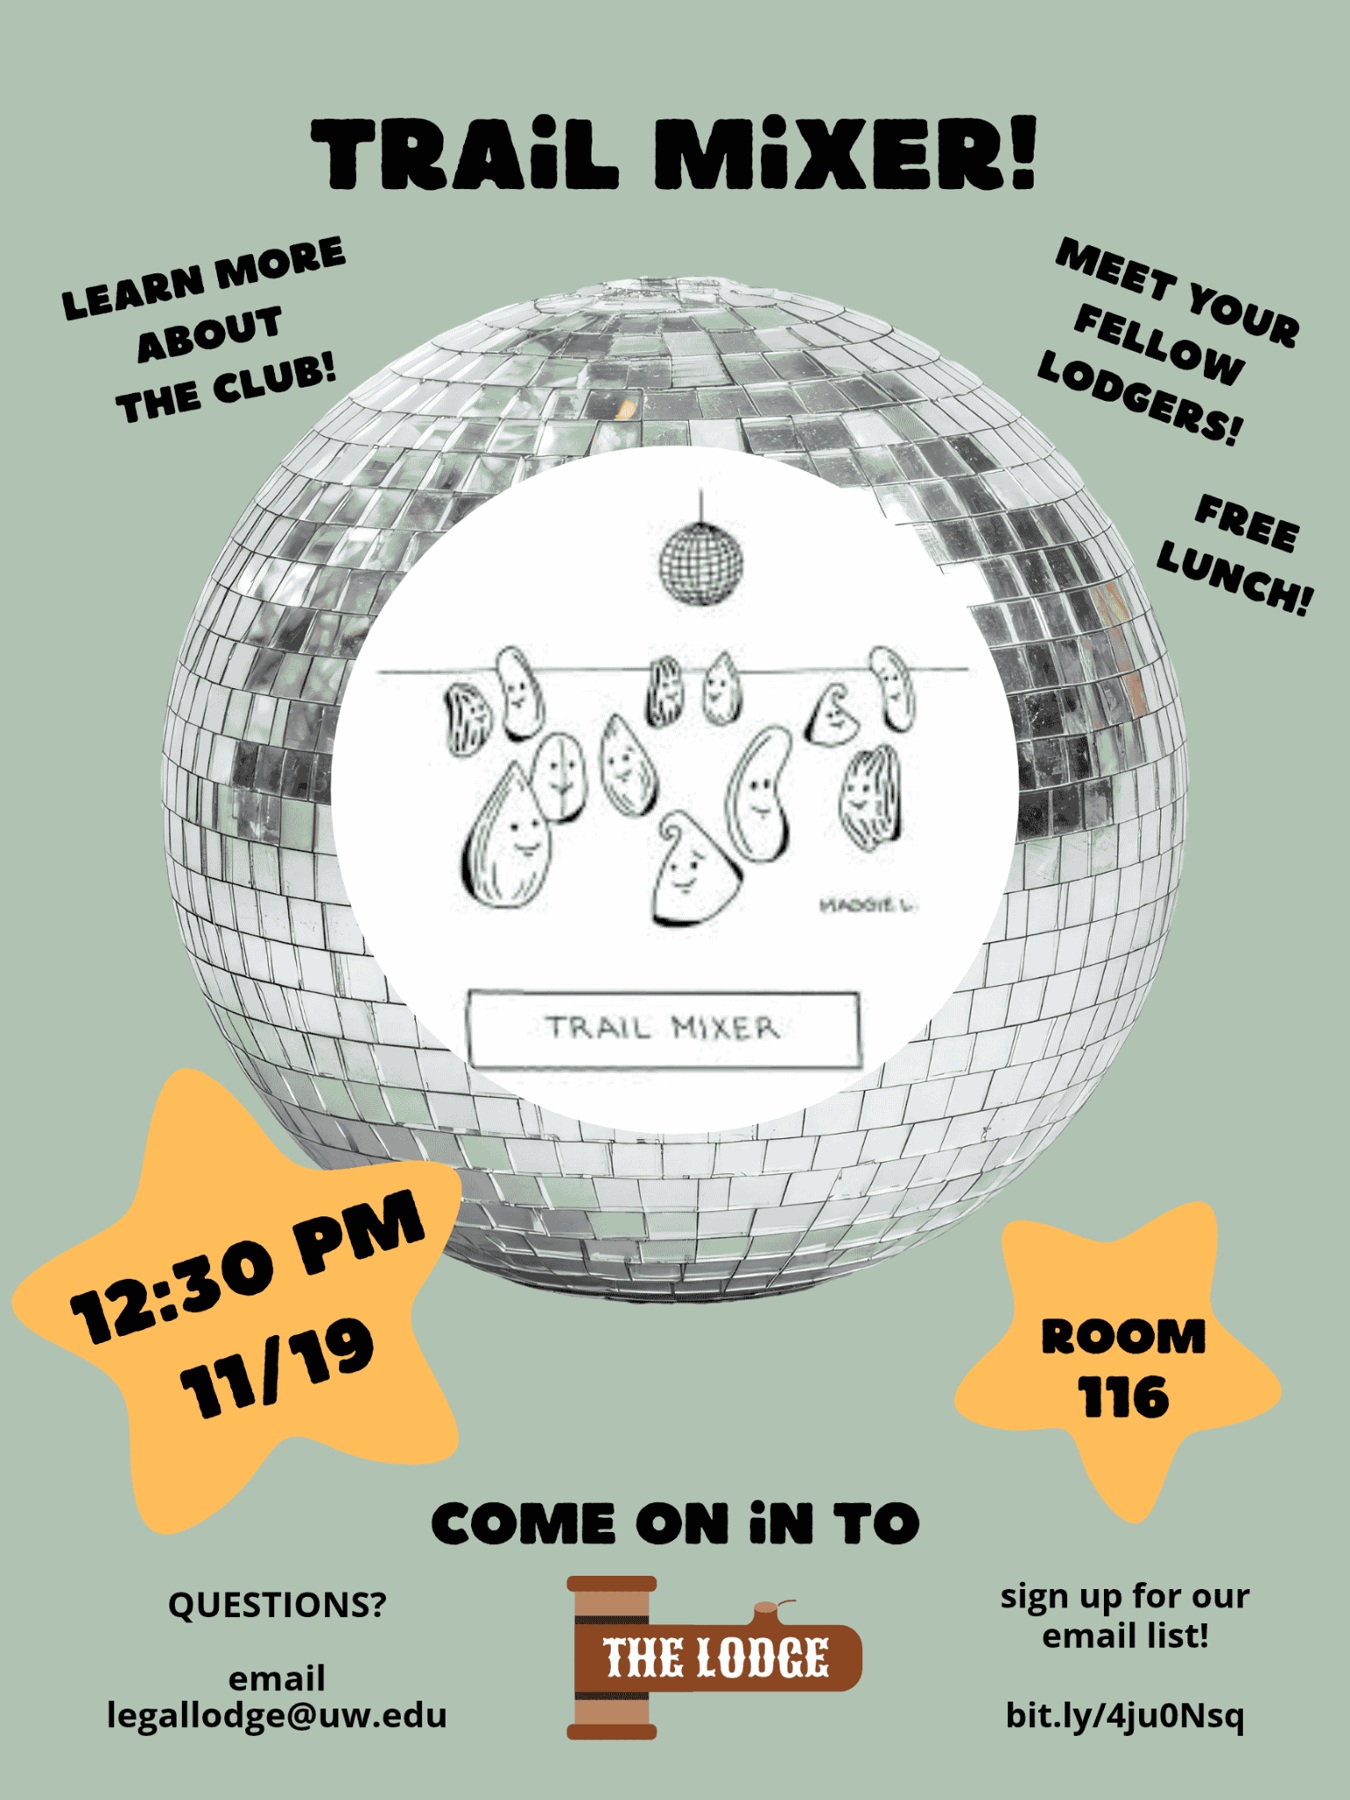 TRAiL MiXER!
LEARN MORE
ABOUT
THE CLUB!
MEET YOUR
FELLOW
LODGERS!
FREE
LUNCH!
MAGGIE L.
TRAIL MIXER
12:30 PM
11/19
ROOM
116
COME ON iN TO
THE LODGE
QUESTIONS?
email
legallodge@uw.edu
sign up for our
email list!
bit.ly/4ju0Nsq